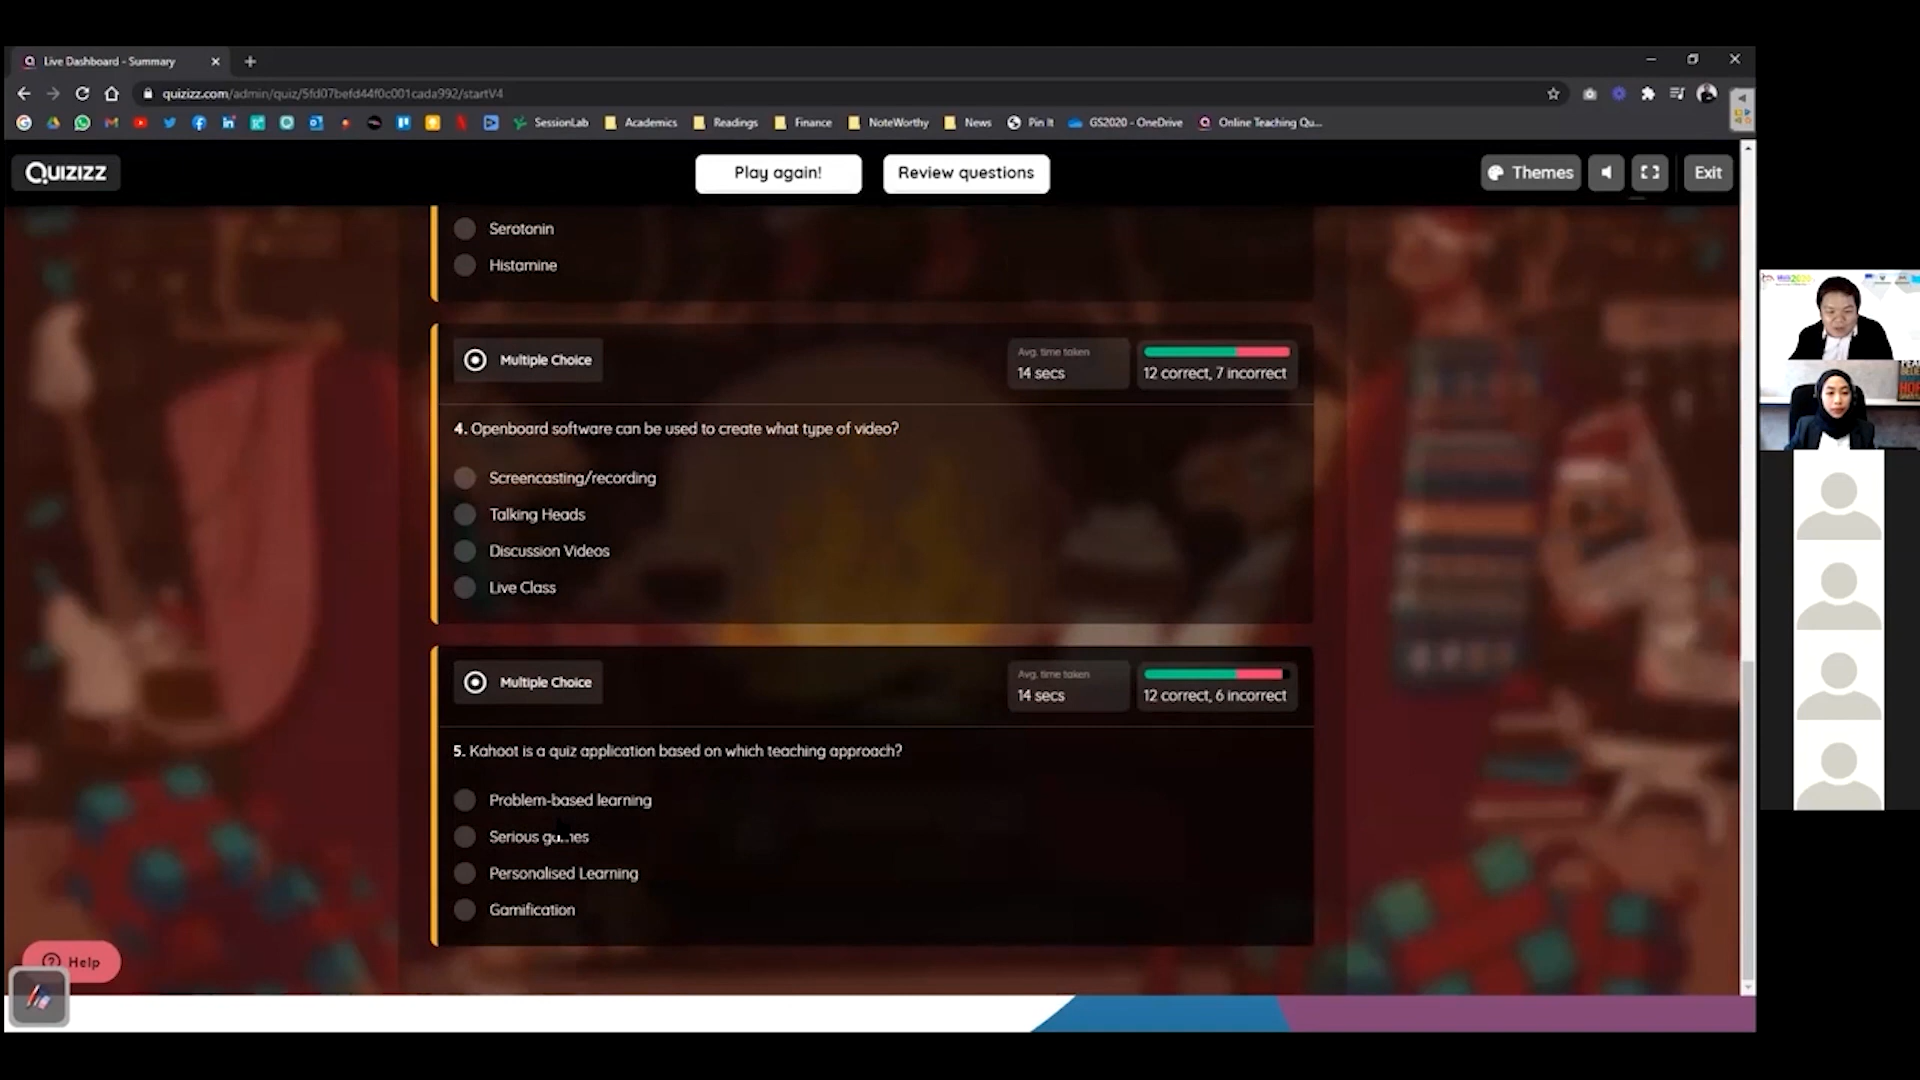 Live Dashboard - Summary
quizizz.com/admin/quiz/5fd07befd44f0c001cada992/startV4
SessionLab Academics Readings Finance NoteWorthy News Pin It GS2020 - OneDrive Online Teaching Qu...
QUIZIZZ Play again! Review questions Themes Exit
Serotonin
Histamine
Multiple Choice
Avg. time taken
14 secs
12 correct, 7 incorrect
4. Openboard software can be used to create what type of video?
Screencasting/recording
Talking Heads
Discussion Videos
Live Class
Multiple Choice
Avg. time taken
14 secs
12 correct, 6 incorrect
5. Kahoot is a quiz application based on which teaching approach?
Problem-based learning
Serious games
Personalised Learning
Gamification
Help